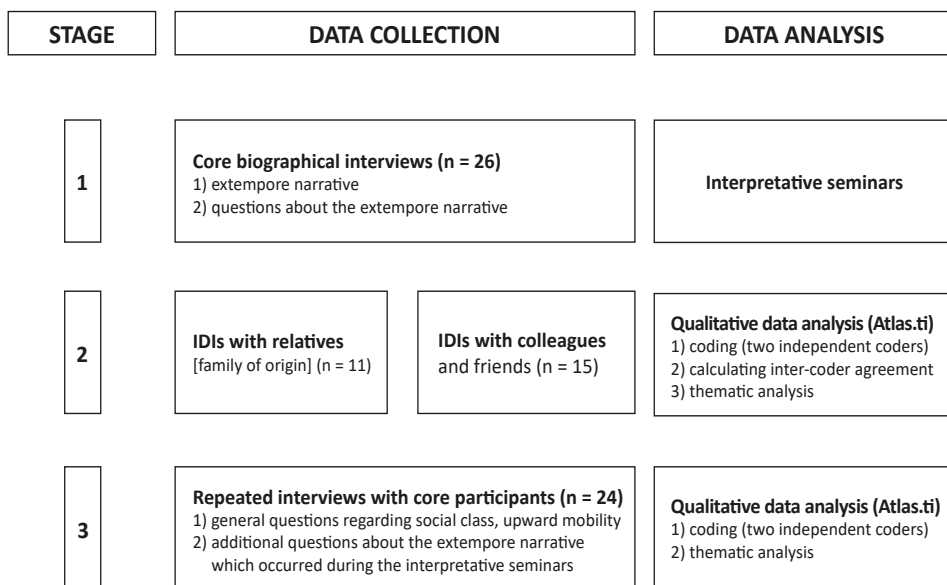 STAGE
DATA COLLECTION
DATA ANALYSIS
1
Core biographical interviews (n = 26)
1) extempore narrative
2) questions about the extempore narrative
Interpretative seminars
2
IDIs with relatives
[family of origin] (n = 11)
IDIs with colleagues
and friends (n = 15)
Qualitative data analysis (Atlas.ti)
1) coding (two independent coders)
2) calculating inter-coder agreement
3) thematic analysis
3
Repeated interviews with core participants (n = 24)
1) general questions regarding social class, upward mobility
2) additional questions about the extempore narrative
which occurred during the interpretative seminars
Qualitative data analysis (Atlas.ti)
1) coding (two independent coders)
2) thematic analysis